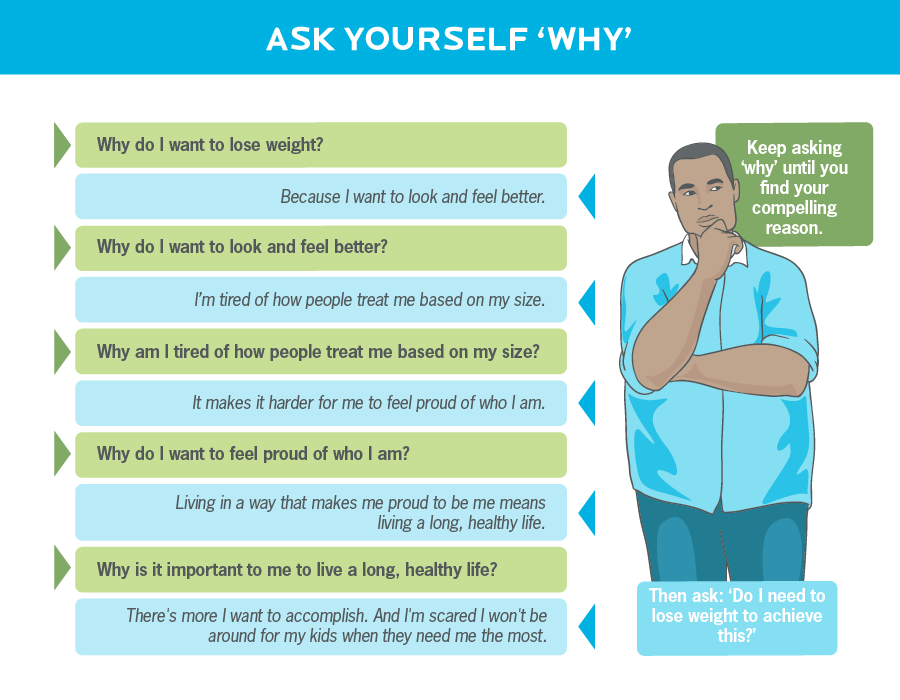 ASK YOURSELF ‘WHY’
Why do I want to lose weight?
Because I want to look and feel better.
Why do I want to look and feel better?
I’m tired of how people treat me based on my size.
Why am I tired of how people treat me based on my size?
It makes it harder for me to feel proud of who I am.
Why do I want to feel proud of who I am?
Living in a way that makes me proud to be me means
living a long, healthy life.
Why is it important to me to live a long, healthy life?
There's more I want to accomplish. And I'm scared I won't be
around for my kids when they need me the most.
Keep asking
‘why’ until you
find your
compelling
reason.
Then ask: ‘Do I need to
lose weight to achieve
this?’